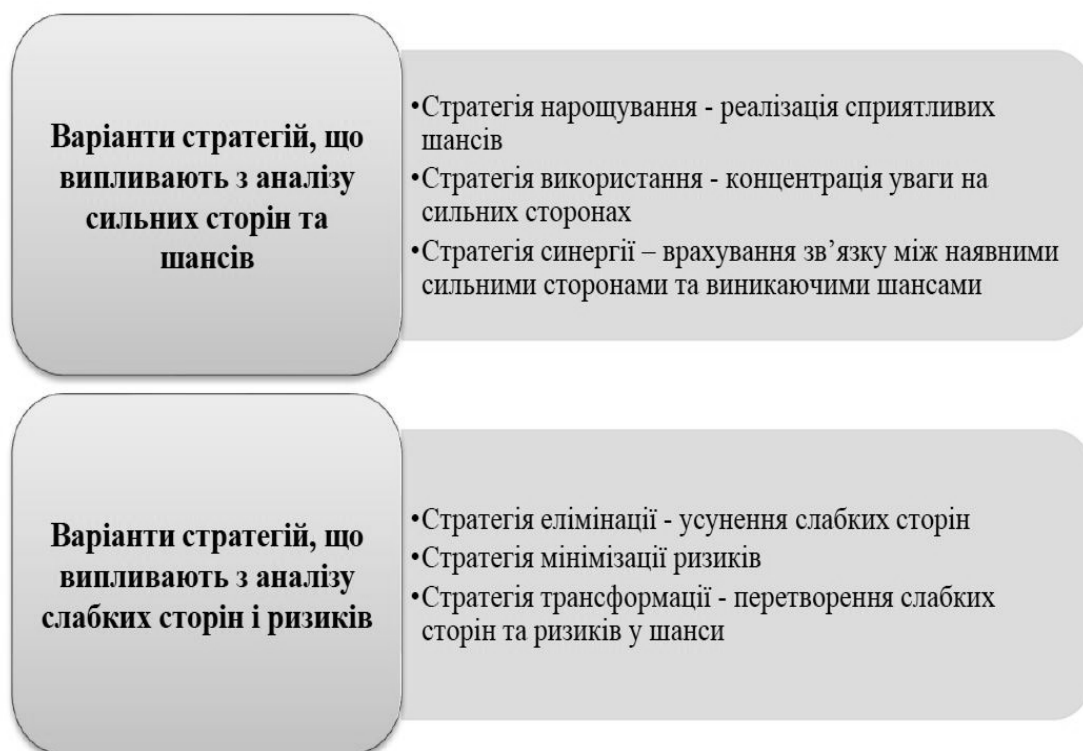 Варіанти стратегій, що
випливають з аналізу
сильних сторін та
шансів
•Стратегія нарощування - реалізація сприятливих
шансів
•Стратегія використання - концентрація уваги на
сильних сторонах
•Стратегія синергії – врахування зв’язку між наявними
сильними сторонами та виникаючими шансами
Варіанти стратегій, що
випливають з аналізу
слабких сторін і ризиків
•Стратегія елімінації - усунення слабких сторін
•Стратегія мінімізації ризиків
•Стратегія трансформації - перетворення слабких
сторін та ризиків у шанси